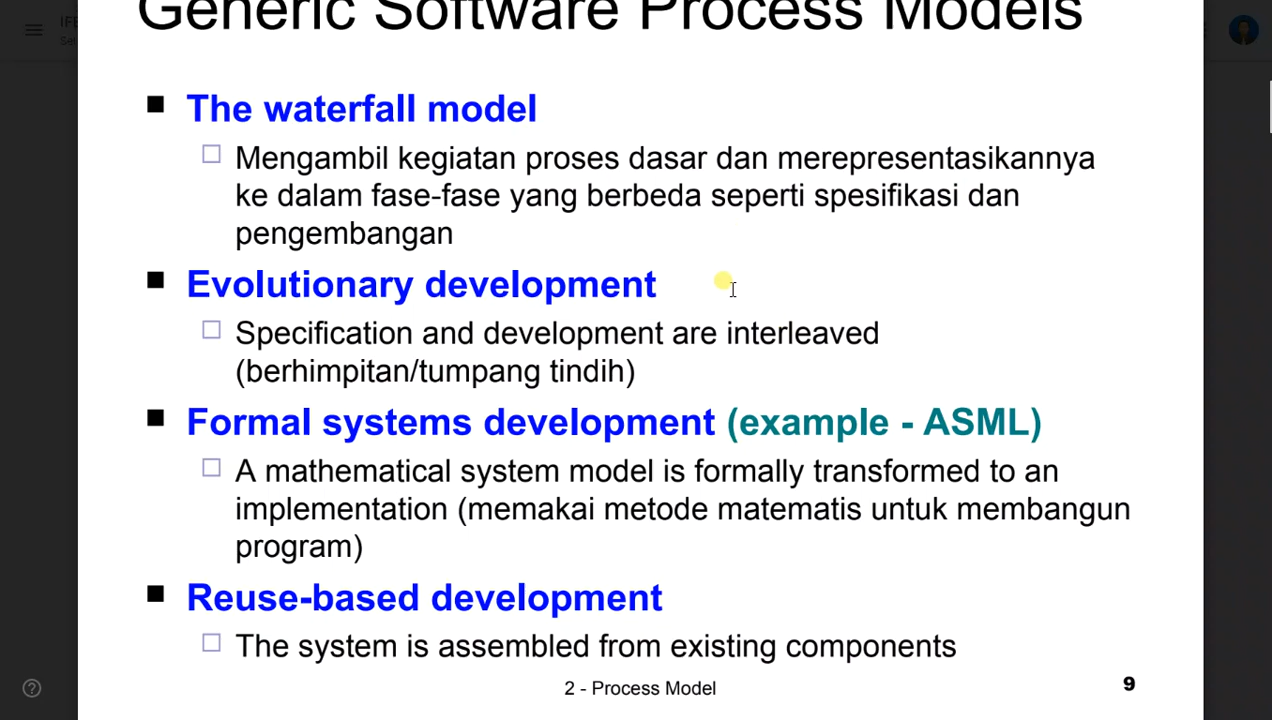 Generic Software Process Models
The waterfall model
Mengambil kegiatan proses dasar dan merepresentasikannya
ke dalam fase-fase yang berbeda seperti spesifikasi dan
pengembangan
Evolutionary development
Specification and development are interleaved
(berhimpitan/tumpang tindih)
Formal systems development (example - ASML)
A mathematical system model is formally transformed to an
implementation (memakai metode matematis untuk membangun
program)
Reuse-based development
The system is assembled from existing components
2 - Process Model
9